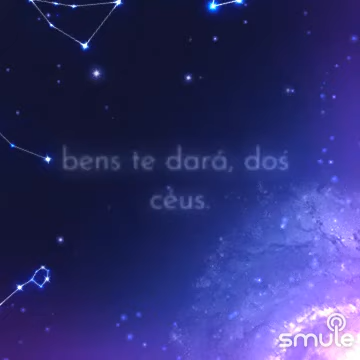 bens te dará, dos
céus.
smule